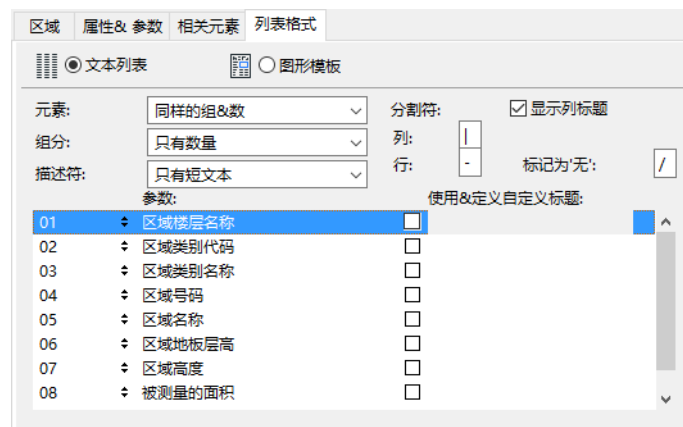 区域 属性& 参数 相关元素 列表格式
文本列表 图形模板
元素: 同样的组&数 分割符: 显示列标题
组分: 只有数量 列: |
描述符: 只有短文本 行: - 标记为'无': /
参数: 使用&定义自定义标题:
01 区域楼层名称
02 区域类别代码
03 区域类别名称
04 区域号码
05 区域名称
06 区域地板层高
07 区域高度
08 被测量的面积